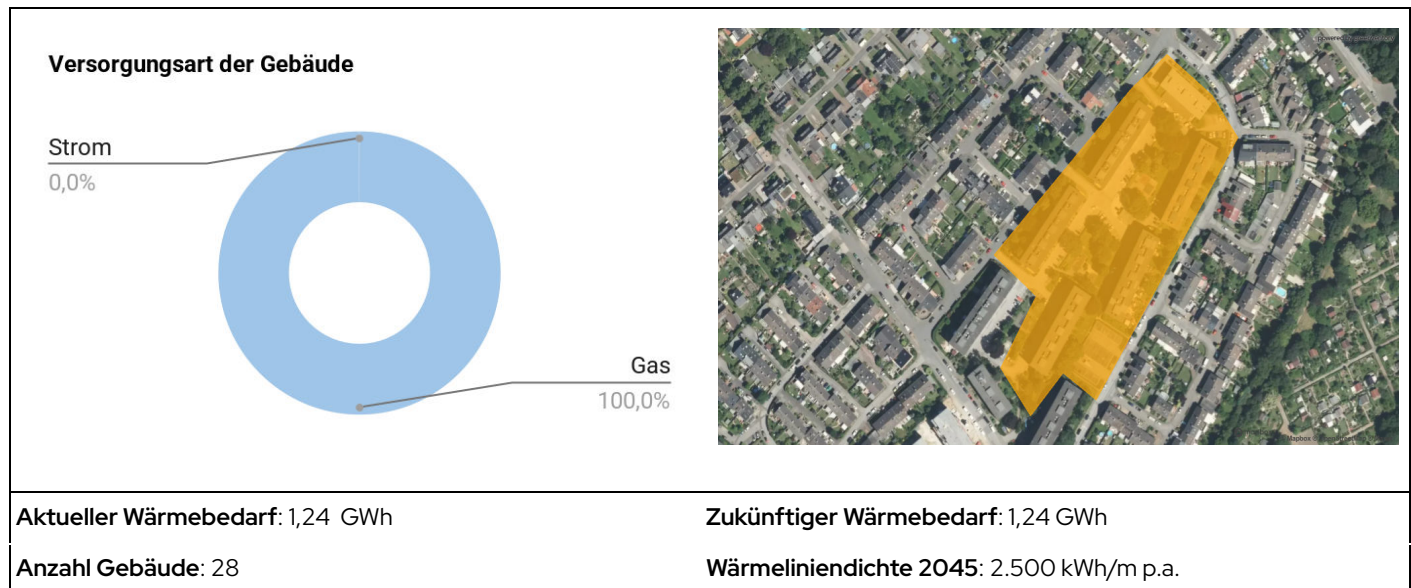 Versorgungsart der Gebäude
Strom
0,0%
Gas
100,0%
Aktueller Wärmebedarf: 1,24 GWh
Zukünftiger Wärmebedarf: 1,24 GWh
Anzahl Gebäude: 28
Wärmeliniendichte 2045: 2.500 kWh/m p.a.